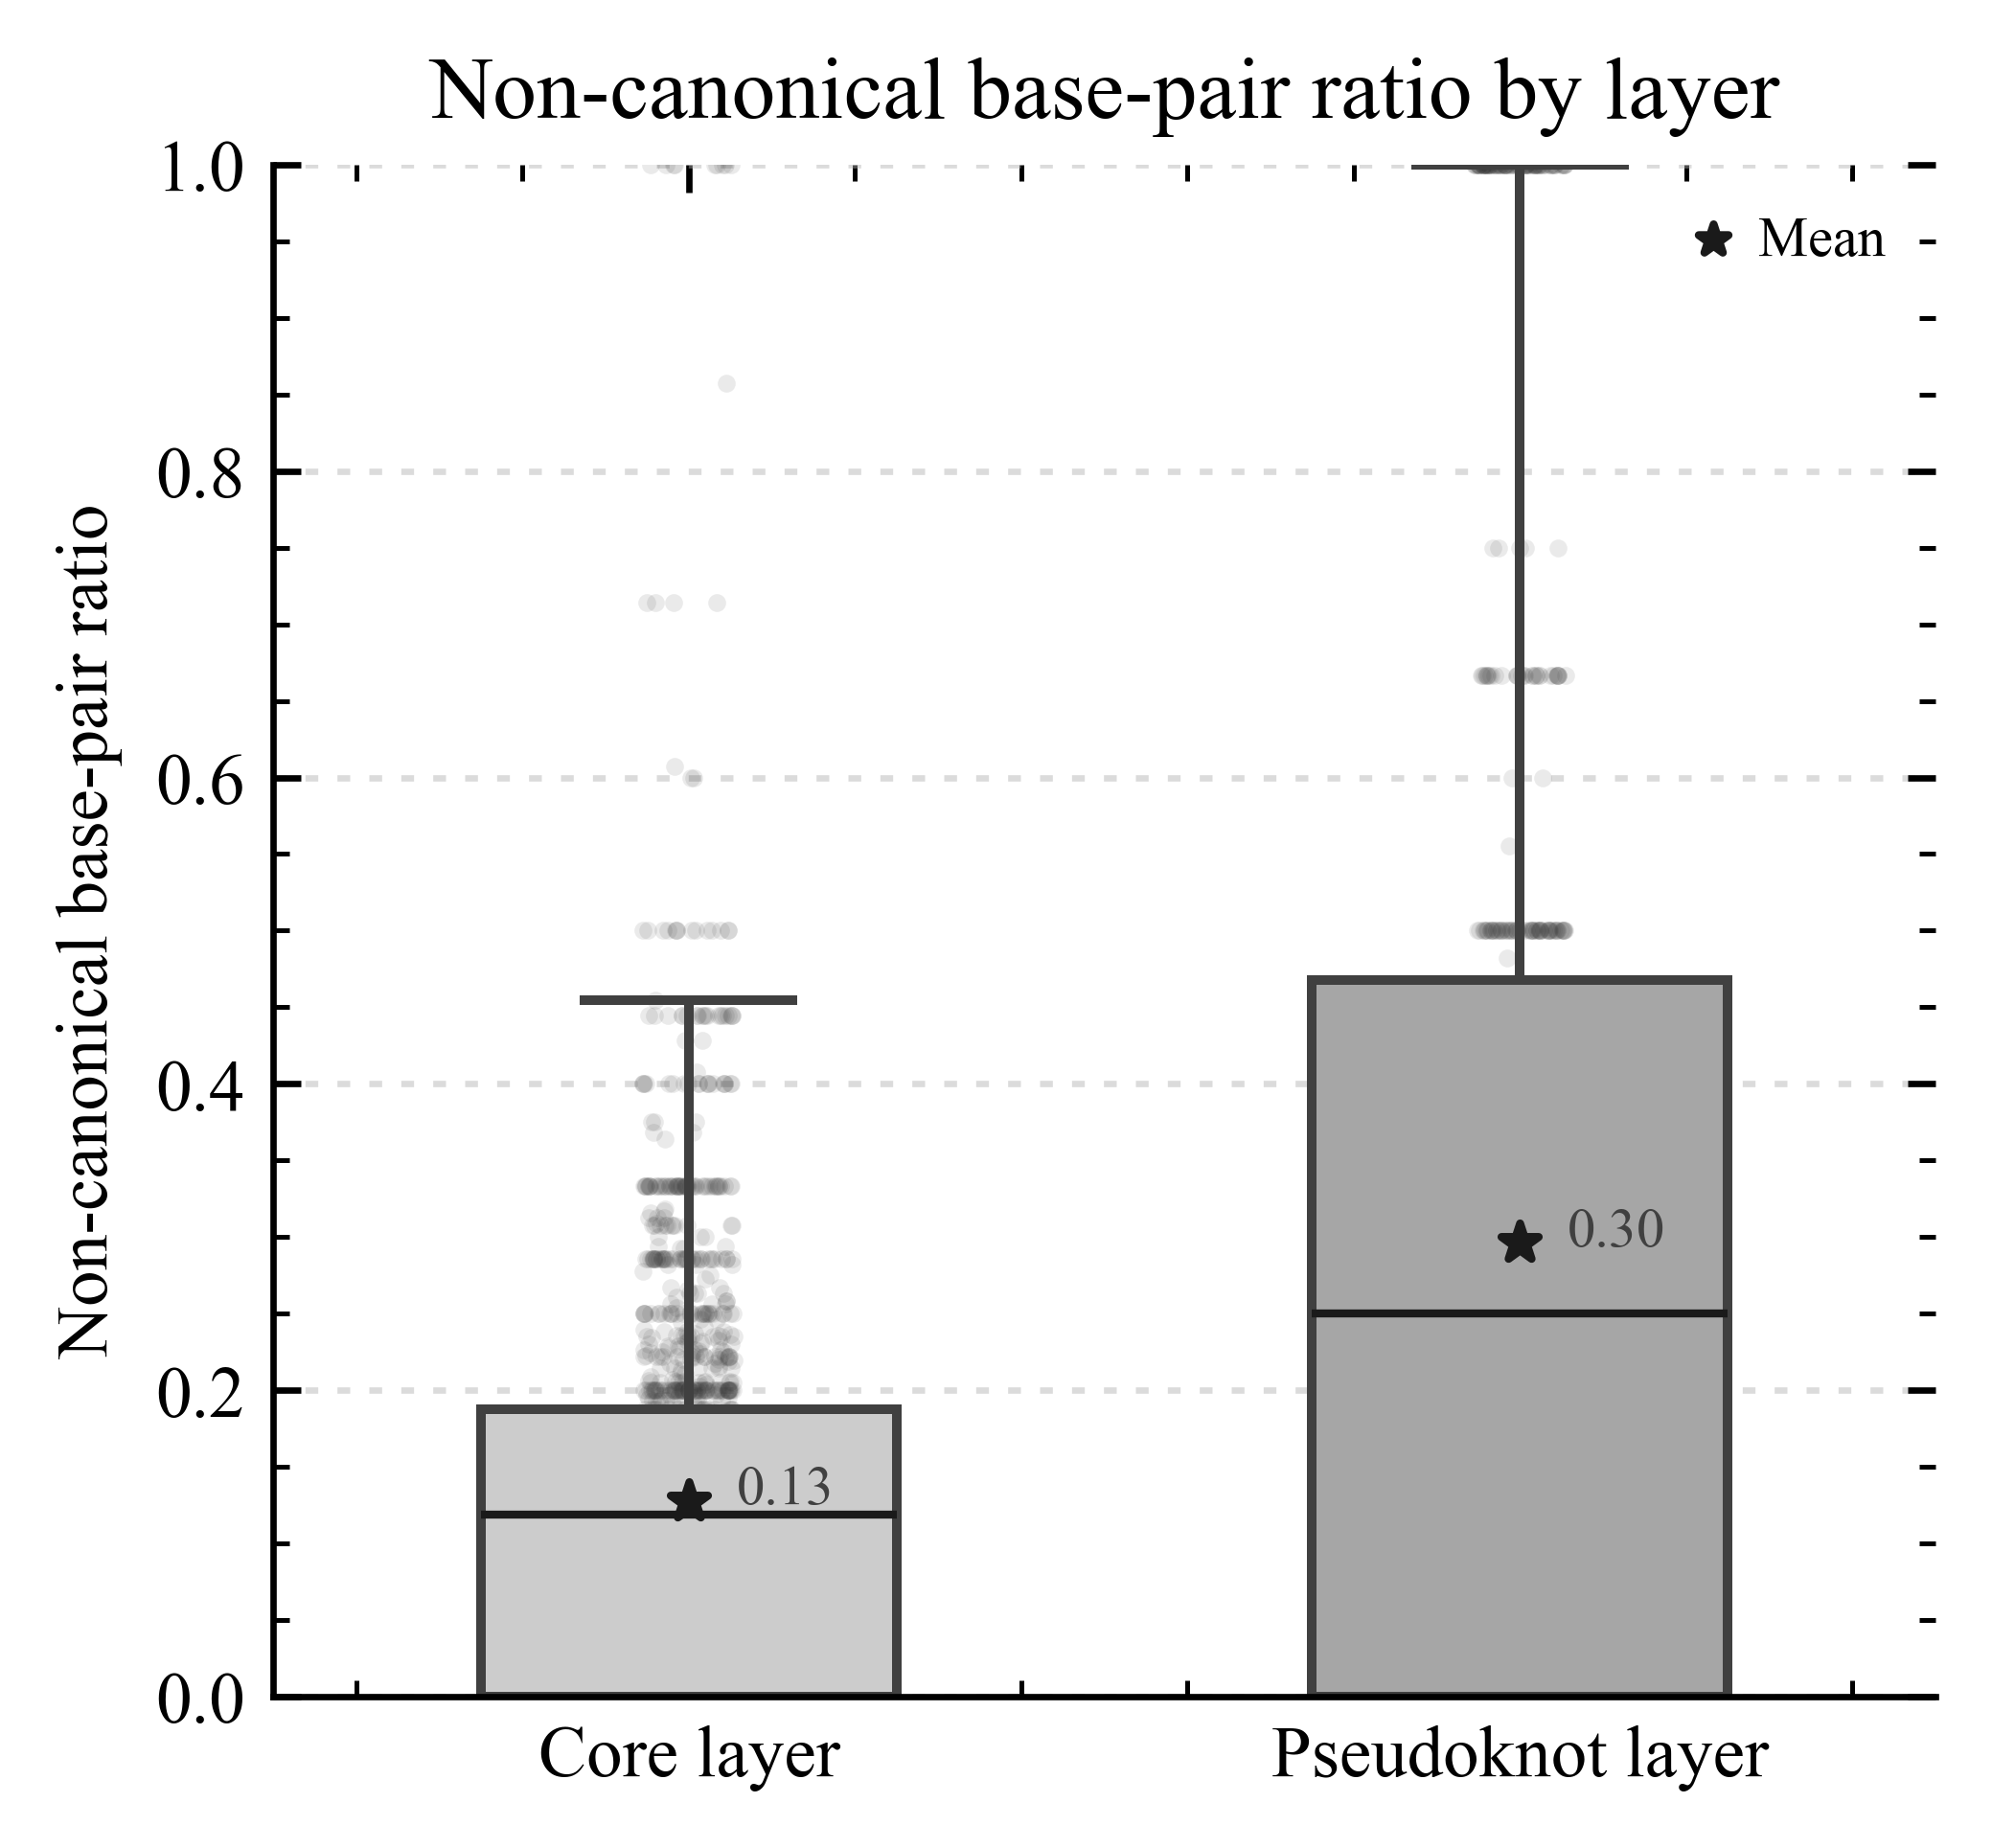 Non-canonical base-pair ratio by layer
Non-canonical base-pair ratio
1.0
0.8
0.6
0.4
0.2
0.0
Mean
0.30
0.13
Core layer
Pseudoknot layer